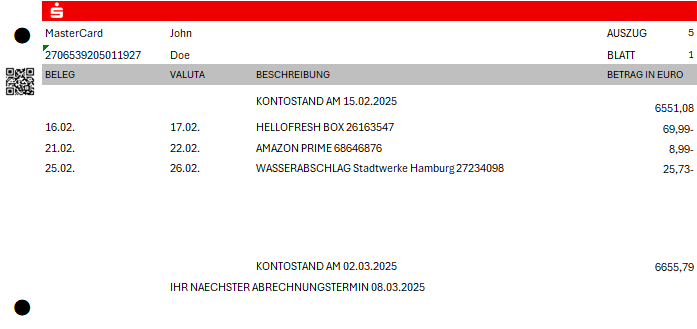 MasterCard John AUSZUG 5
2706539205011927 Doe BLATT 1
BELEG VALUTA BESCHREIBUNG BETRAG IN EURO
KONTOSTAND AM 15.02.2025 6551,08
16.02. 17.02. HELLOFRESH BOX 26163547 69,99-
21.02. 22.02. AMAZON PRIME 68646876 8,99-
25.02. 26.02. WASSERABSCHLAG Stadtwerke Hamburg 27234098 25,73-
KONTOSTAND AM 02.03.2025 6655,79
IHR NAECHSTER ABRECHNUNGSTERMIN 08.03.2025